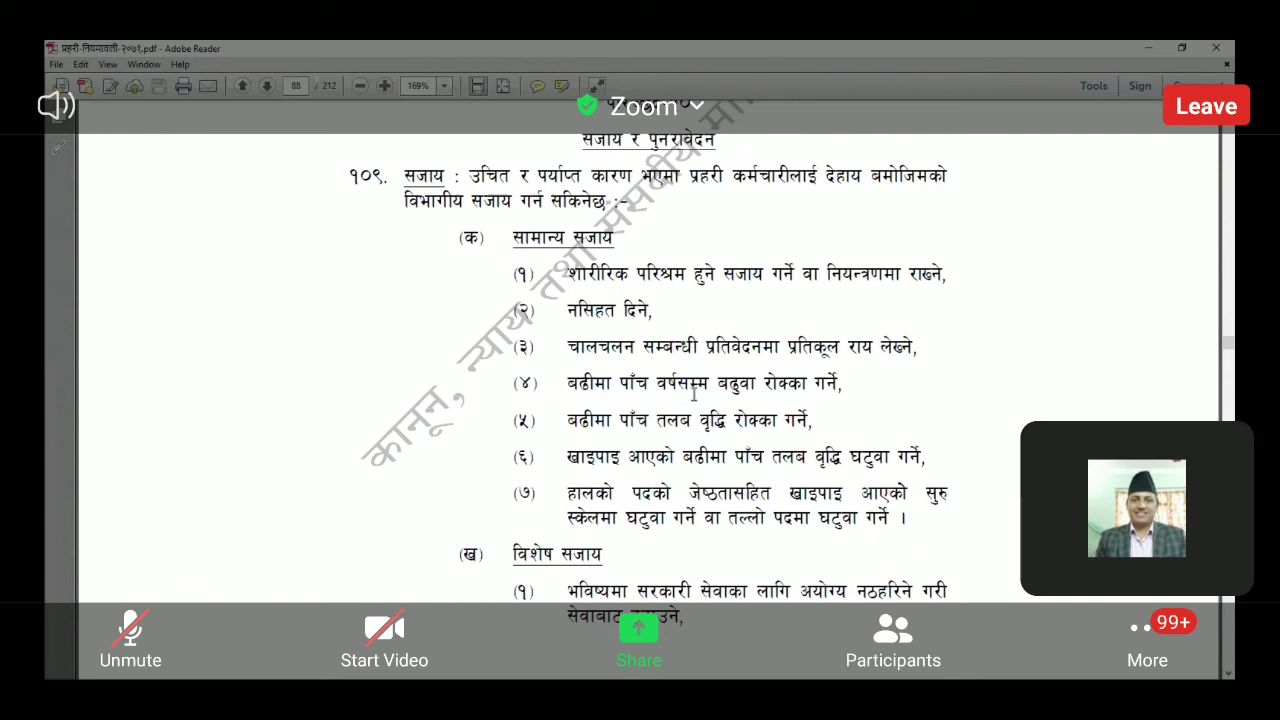 प्रहरी-नियमावली-२०७१.pdf - Adobe Reader
File Edit View Window Help
88 / 212 169% Tools Sign Comment
Zoom
Leave
सजाय र पुनरावेदन
१०९. सजाय : उचित र पर्याप्त कारण भएमा प्रहरी कर्मचारीलाई देहाय बमोजिमको
विभागीय सजाय गर्न सकिनेछ :-
(क) सामान्य सजाय
(१) शारीरिक परिश्रम हुने सजाय गर्ने वा नियन्त्रणमा राख्ने,
(२) नसिहत दिने,
(३) चालचलन सम्बन्धी प्रतिवेदनमा प्रतिकूल राय लेख्ने,
(४) बढीमा पाँच वर्षसम्म बढुवा रोक्का गर्ने,
(५) बढीमा पाँच तलब वृद्धि रोक्का गर्ने,
(६) खाइपाइ आएको बढीमा पाँच तलब वृद्धि घटुवा गर्ने,
(७) हालको पदको जेष्ठतासहित खाइपाइ आएको सुरु
स्केलमा घटुवा गर्ने वा तल्लो पदमा घटुवा गर्ने ।
(ख) विशेष सजाय
(१) भविष्यमा सरकारी सेवाका लागि अयोग्य नठहरिने गरी
सेवाबाट
कानून, न्याय तथा संसदीय
99+
Unmute Start Video Share Participants More